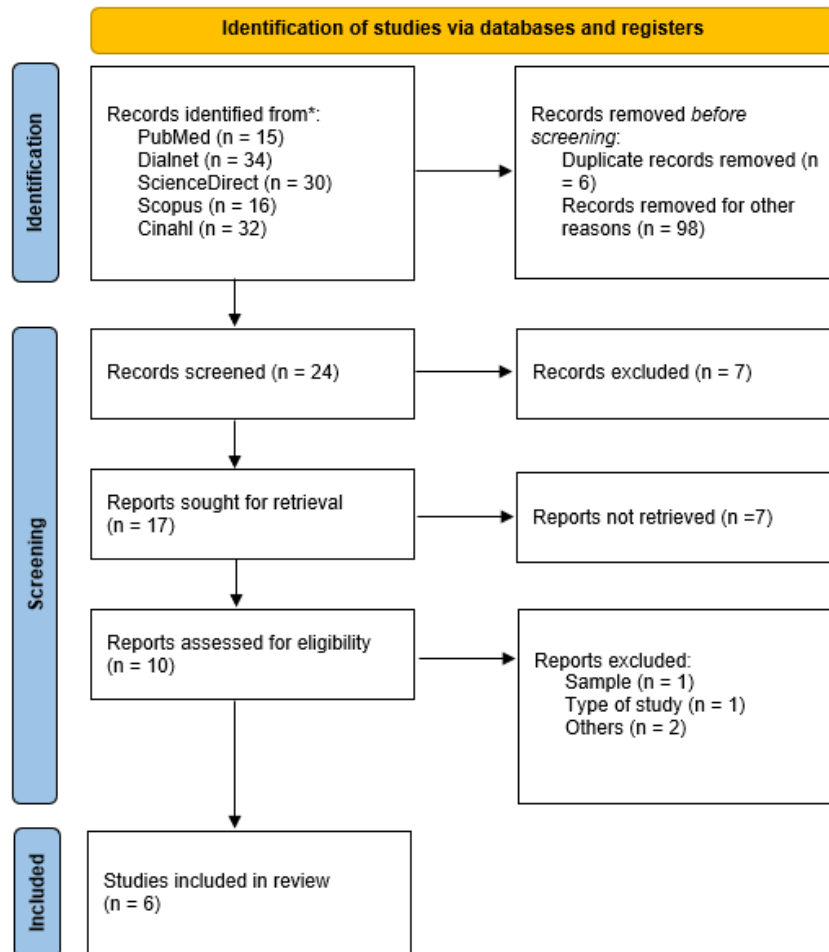 Identification of studies via databases and registers
Identification
Records identified from*:
PubMed (n = 15)
Dialnet (n = 34)
ScienceDirect (n = 30)
Scopus (n = 16)
Cinahl (n = 32)
Records removed before
screening:
Duplicate records removed (n
= 6)
Records removed for other
reasons (n = 98)
Screening
Records screened (n = 24)
Records excluded (n = 7)
Reports sought for retrieval
(n = 17)
Reports not retrieved (n =7)
Reports assessed for eligibility
(n = 10)
Reports excluded:
Sample (n = 1)
Type of study (n = 1)
Others (n = 2)
Included
Studies included in review
(n = 6)